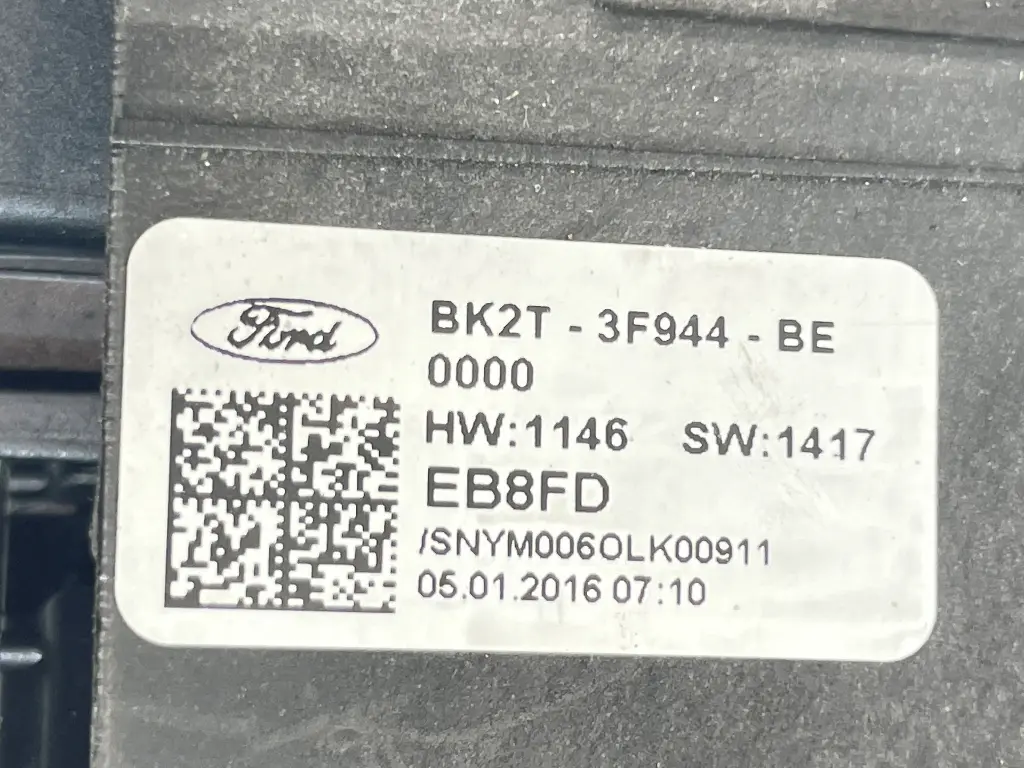 Ford
BK2T - 3F944 - BE
0000
HW:1146 SW:1417
EB8FD
/SNYM006OLK00911
05.01.2016 07:10